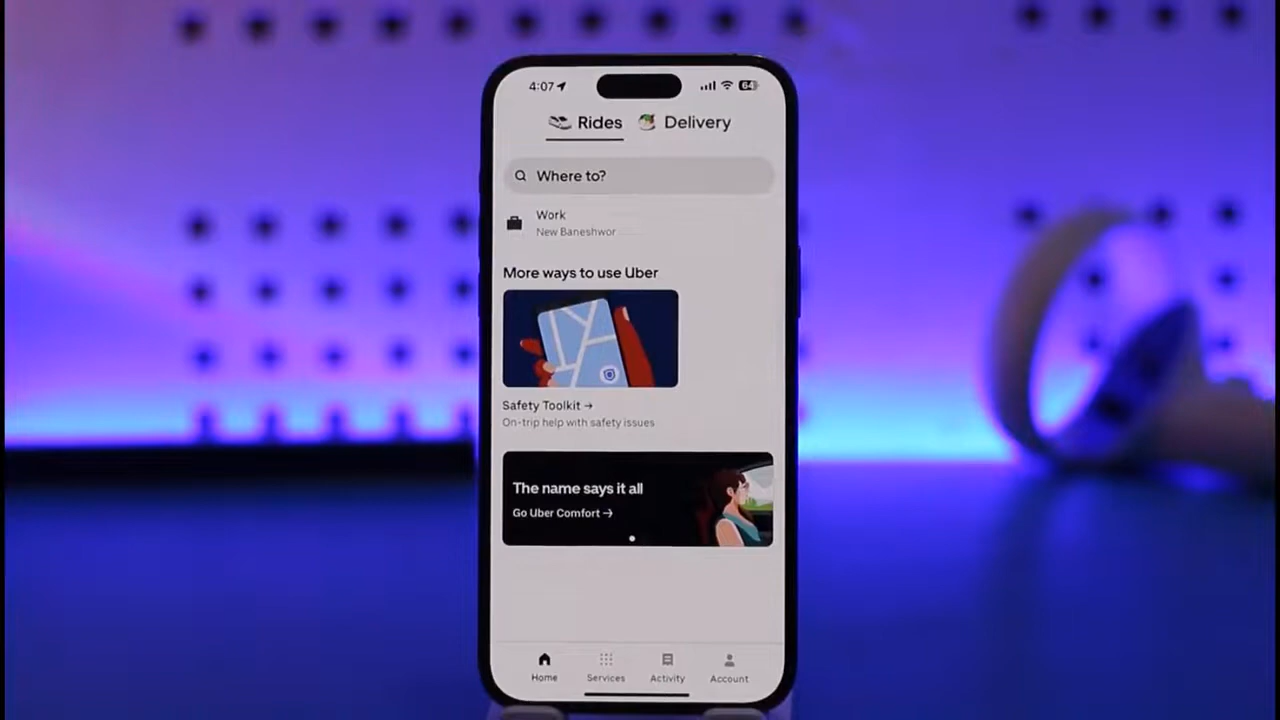 4:07
64
Rides Delivery
Where to?
Work
New Baneshwor
More ways to use Uber
Safety Toolkit →
On-trip help with safety issues
The name says it all
Go Uber Comfort →
Home Services Activity Account